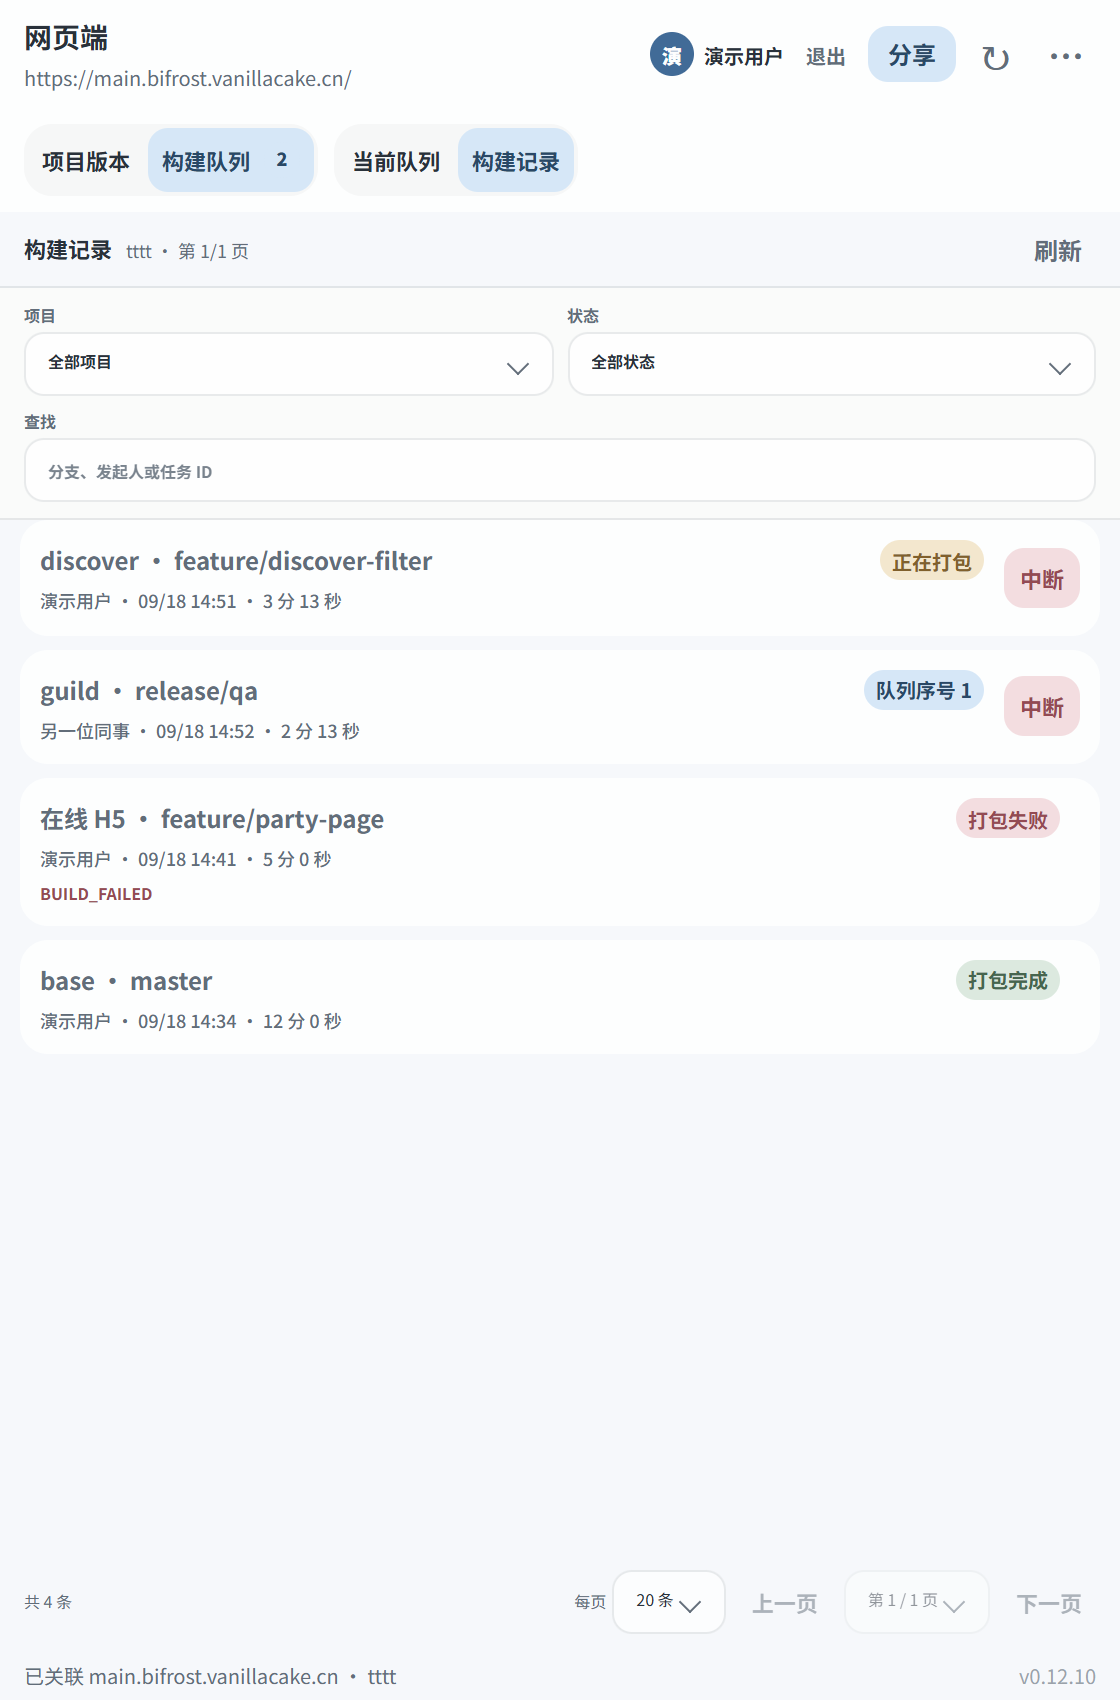 网页端
https://main.bifrost.vanillacake.cn/
演 演示用户 退出 分享 ↻ •••
项目版本 构建队列 2 当前队列 构建记录
构建记录 tttt • 第 1/1 页 刷新
项目 状态
全部项目 全部状态
查找
分支、发起人或任务 ID
discover • feature/discover-filter 正在打包 中断
演示用户 • 09/18 14:51 • 3 分 13 秒
guild • release/qa 队列序号 1 中断
另一位同事 • 09/18 14:52 • 2 分 13 秒
在线 H5 • feature/party-page 打包失败
演示用户 • 09/18 14:41 • 5 分 0 秒
BUILD_FAILED
base • master 打包完成
演示用户 • 09/18 14:34 • 12 分 0 秒
共 4 条 每页 20 条 上一页 第 1 / 1 页 下一页
已关联 main.bifrost.vanillacake.cn • tttt v0.12.10